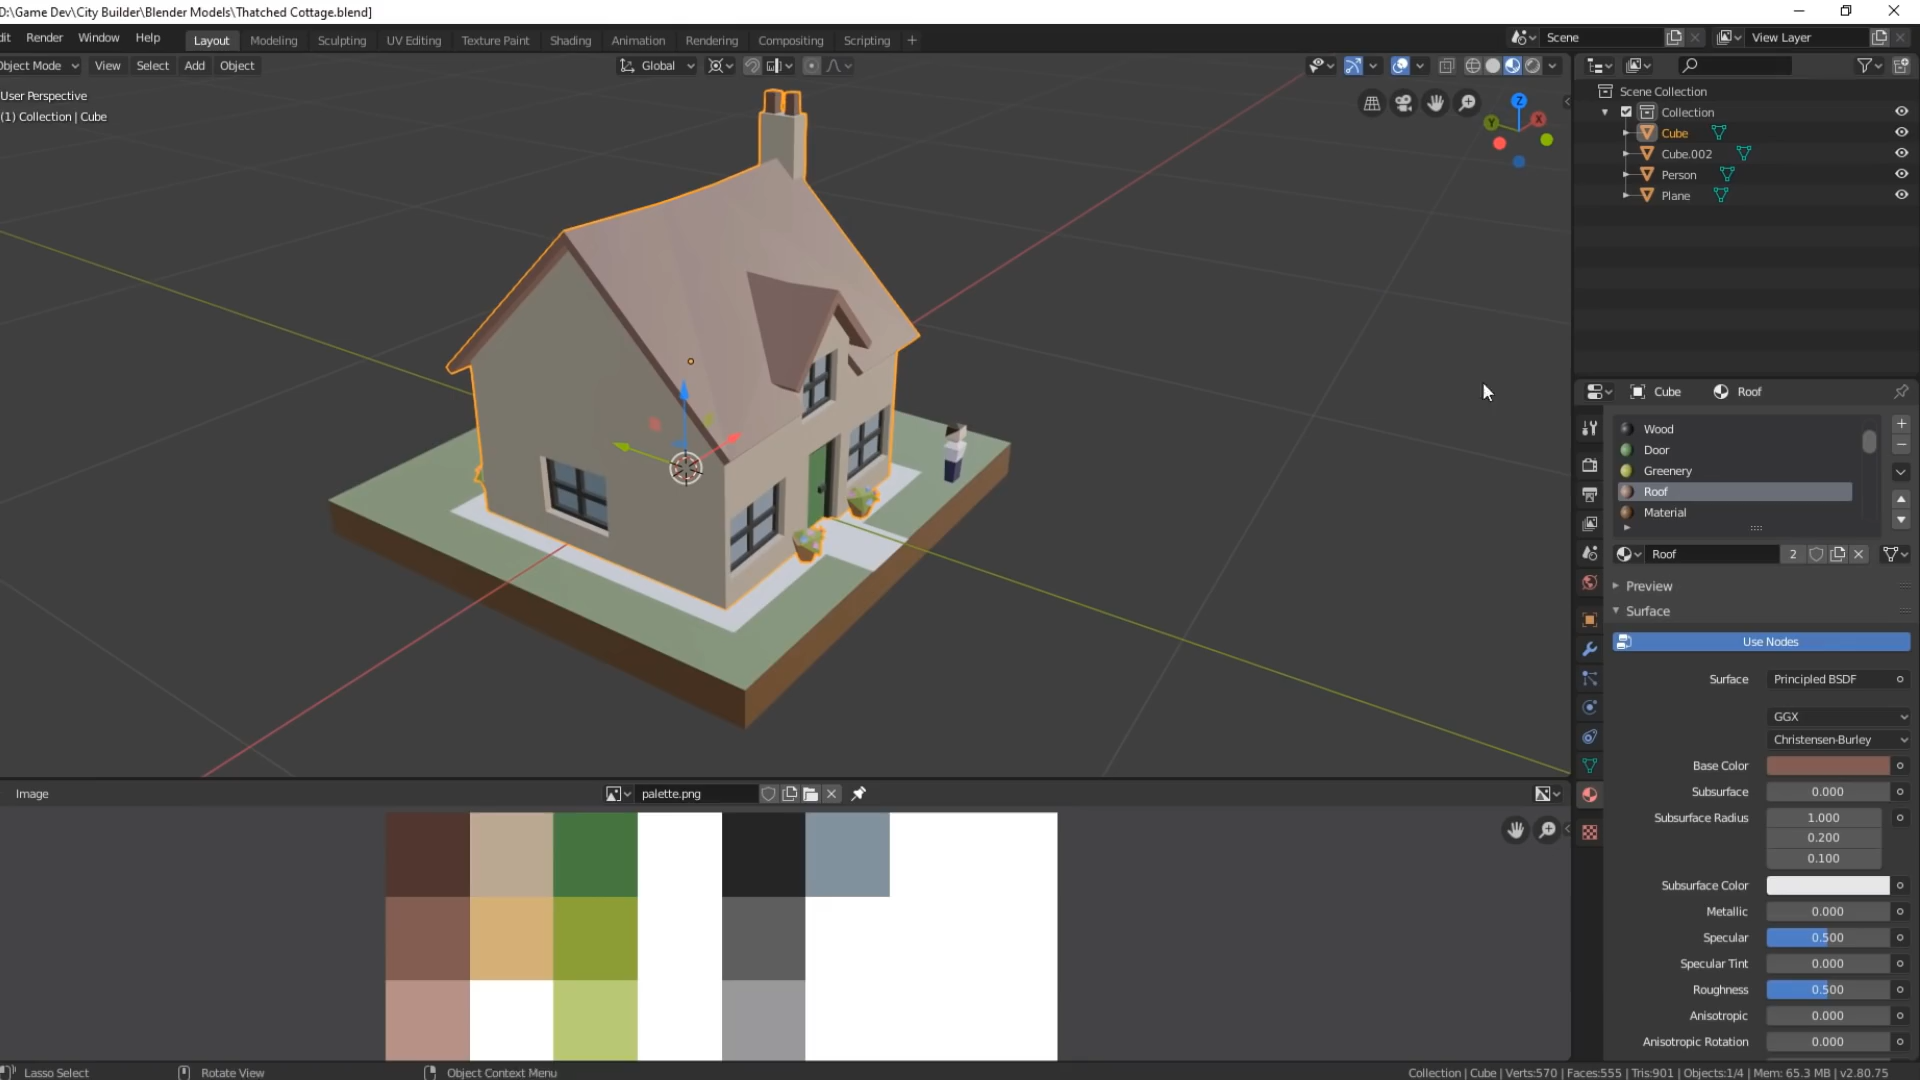 D:\Game Dev\City Builder\Blender Models\Thatched Cottage.blend]
dit Render Window Help Layout Modeling Sculpting UV Editing Texture Paint Shading Animation Rendering Compositing Scripting + Scene View Layer
Object Mode View Select Add Object Global
User Perspective
(1) Collection | Cube
Z
Y
X
Scene Collection
Collection
Cube
Cube.002
Person
Plane
Cube Roof
Wood
Door
Greenery
Roof
Material
Roof 2
Preview
Surface
Use Nodes
Surface Principled BSDF
GGX
Christensen-Burley
Base Color
Subsurface 0.000
Subsurface Radius 1.000
0.200
0.100
Subsurface Color
Metallic 0.000
Specular 0.500
Specular Tint 0.000
Roughness 0.500
Anisotropic 0.000
Anisotropic Rotation 0.000
Image palette.png
Lasso Select Rotate View Object Context Menu Collection | Cube | Verts:570 | Faces:555 | Tris:901 | Objects:1/4 | Mem: 65.3 MB | v2.80.75